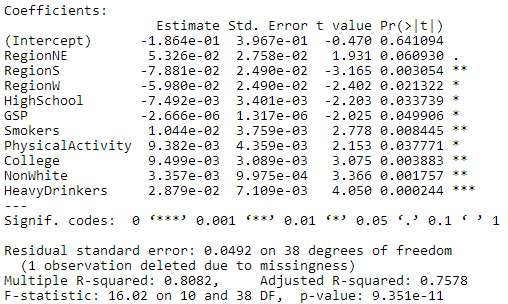 Coefficients:
                   Estimate Std. Error t value Pr(>|t|)
(Intercept)      -1.864e-01  3.967e-01  -0.470 0.641094
RegionNE          5.326e-02  2.758e-02   1.931 0.060930 .
RegionS          -7.881e-02  2.490e-02  -3.165 0.003054 **
RegionW          -5.980e-02  2.490e-02  -2.402 0.021322 *
HighSchool       -7.492e-03  3.401e-03  -2.203 0.033739 *
GSP              -2.666e-06  1.317e-06  -2.025 0.049906 *
Smokers           1.044e-02  3.759e-03   2.778 0.008445 **
PhysicalActivity  9.382e-03  4.359e-03   2.153 0.037771 *
College           9.499e-03  3.089e-03   3.075 0.003883 **
NonWhite          3.357e-03  9.975e-04   3.366 0.001757 **
HeavyDrinkers     2.879e-02  7.109e-03   4.050 0.000244 ***
---
Signif. codes:  0 ‘***’ 0.001 ‘**’ 0.01 ‘*’ 0.05 ‘.’ 0.1 ‘ ’ 1
Residual standard error: 0.0492 on 38 degrees of freedom
  (1 observation deleted due to missingness)
Multiple R-squared: 0.8082,     Adjusted R-squared: 0.7578
F-statistic: 16.02 on 10 and 38 DF,  p-value: 9.351e-11